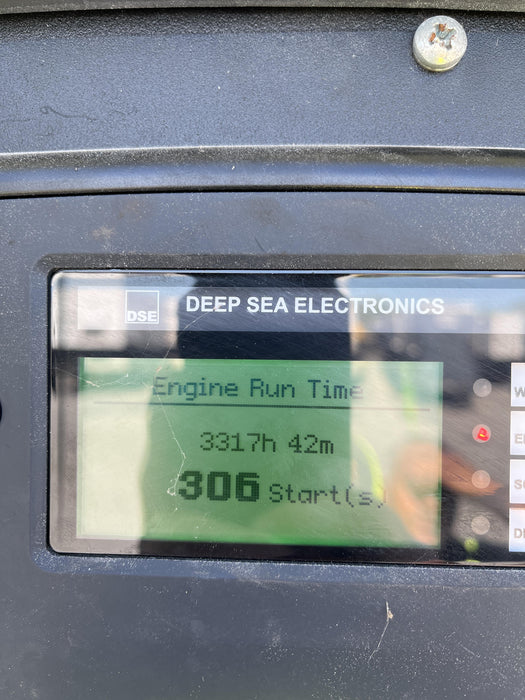 DSE DEEP SEA ELECTRONICS
Engine Run Time
3317h 42m
306 Start(s)